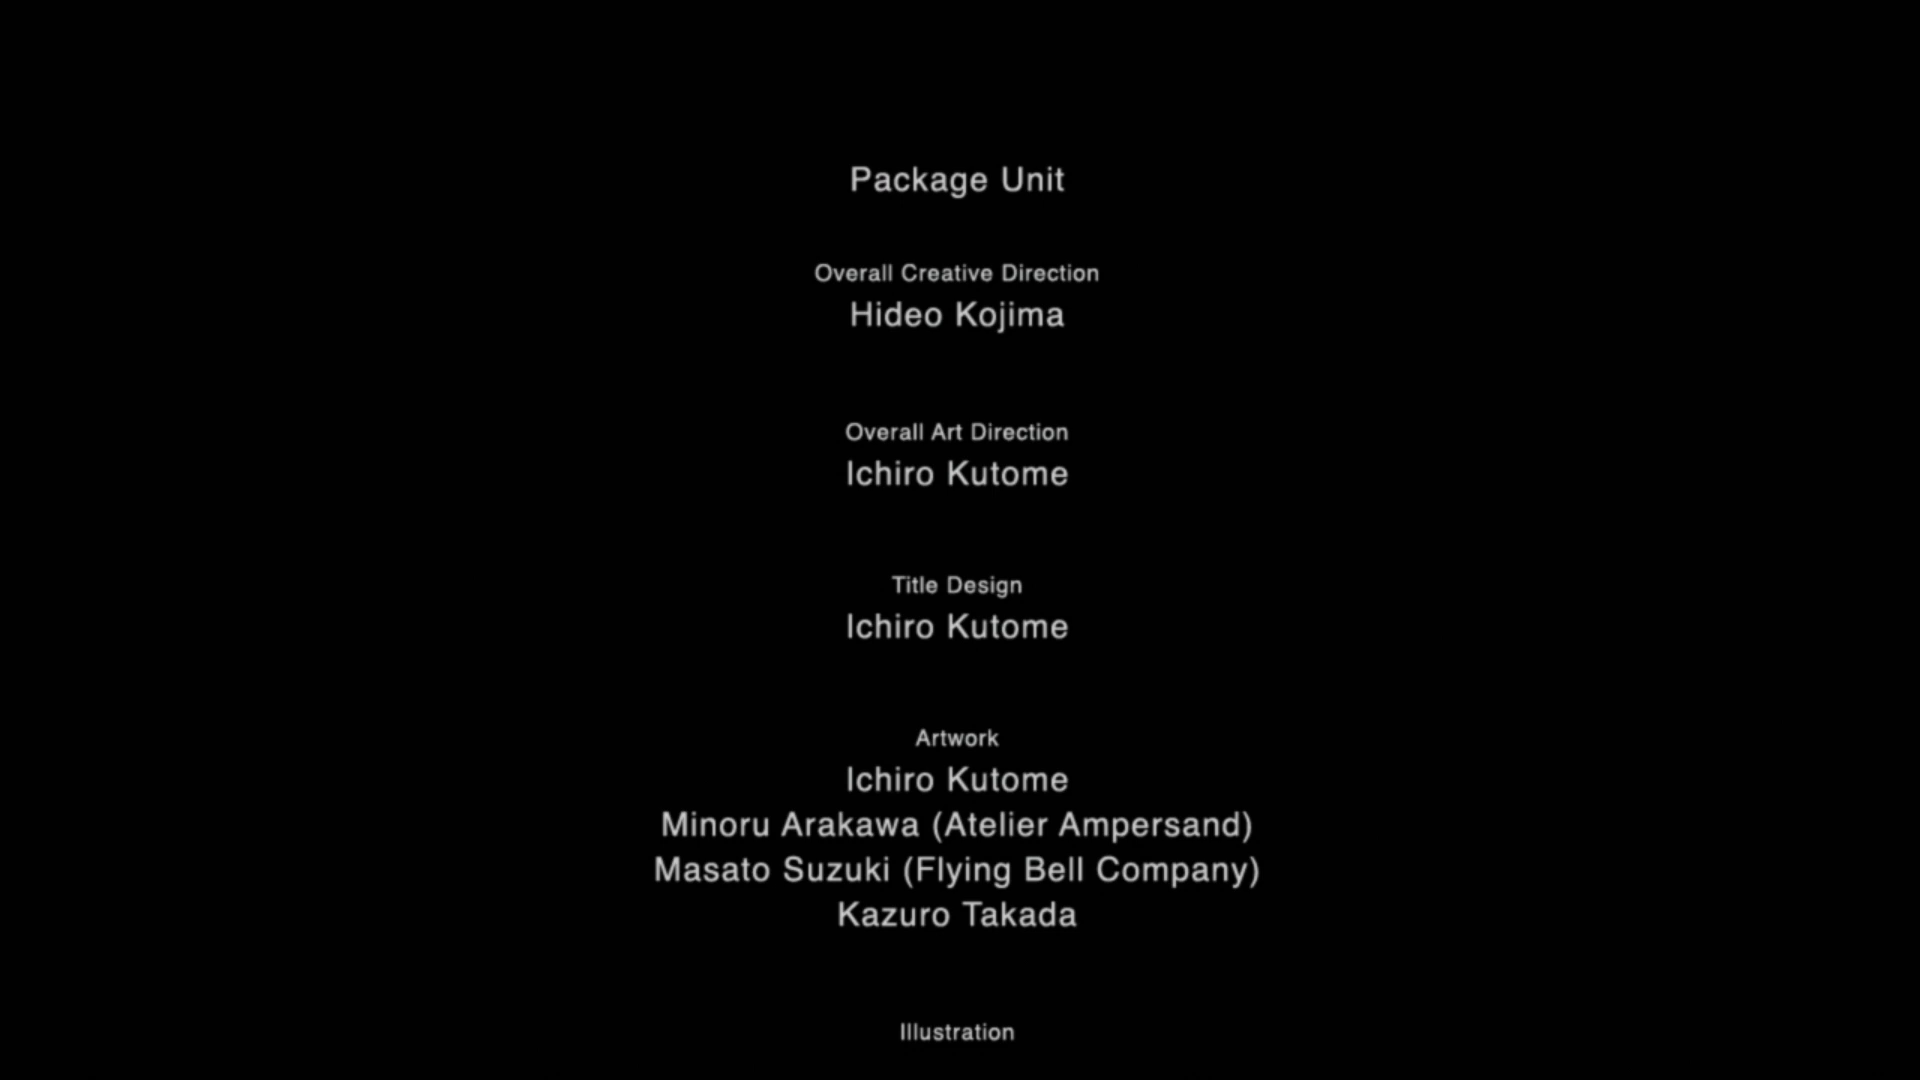 Package Unit
Overall Creative Direction
Hideo Kojima
Overall Art Direction
Ichiro Kutome
Title Design
Ichiro Kutome
Artwork
Ichiro Kutome
Minoru Arakawa (Atelier Ampersand)
Masato Suzuki (Flying Bell Company)
Kazuro Takada
Illustration